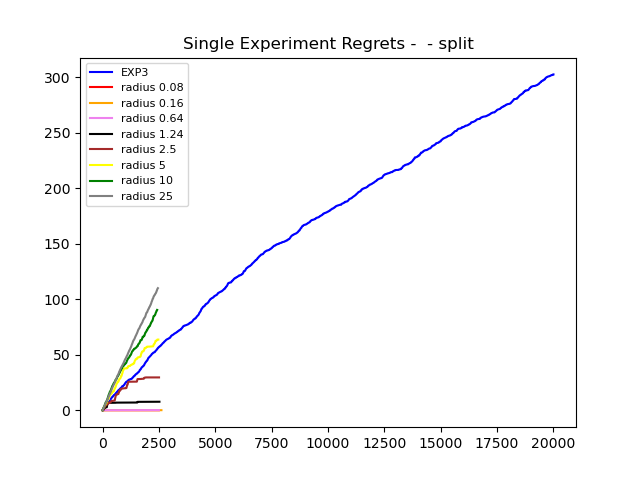 Single Experiment Regrets -  - split
300
250
200
150
100
50
0
EXP3
radius 0.08
radius 0.16
radius 0.64
radius 1.24
radius 2.5
radius 5
radius 10
radius 25
0 2500 5000 7500 10000 12500 15000 17500 20000